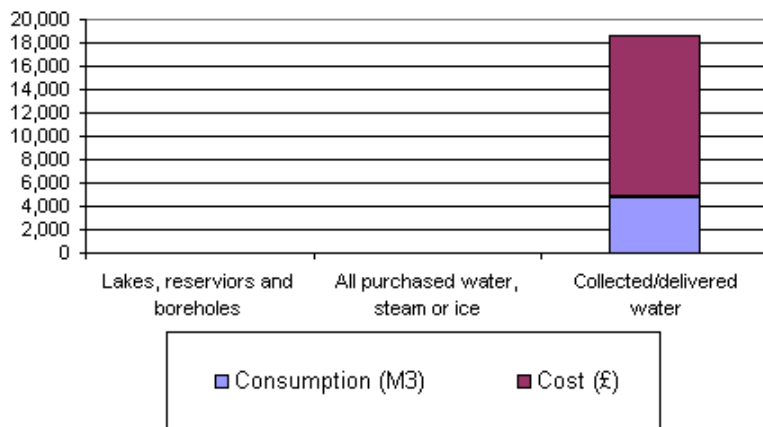 20,000
18,000
16,000
14,000
12,000
10,000
8,000
6,000
4,000
2,000
0
Lakes, reserviors and
boreholes
All purchased water,
steam or ice
Collected/delivered
water
Consumption (M3)
Cost (£)